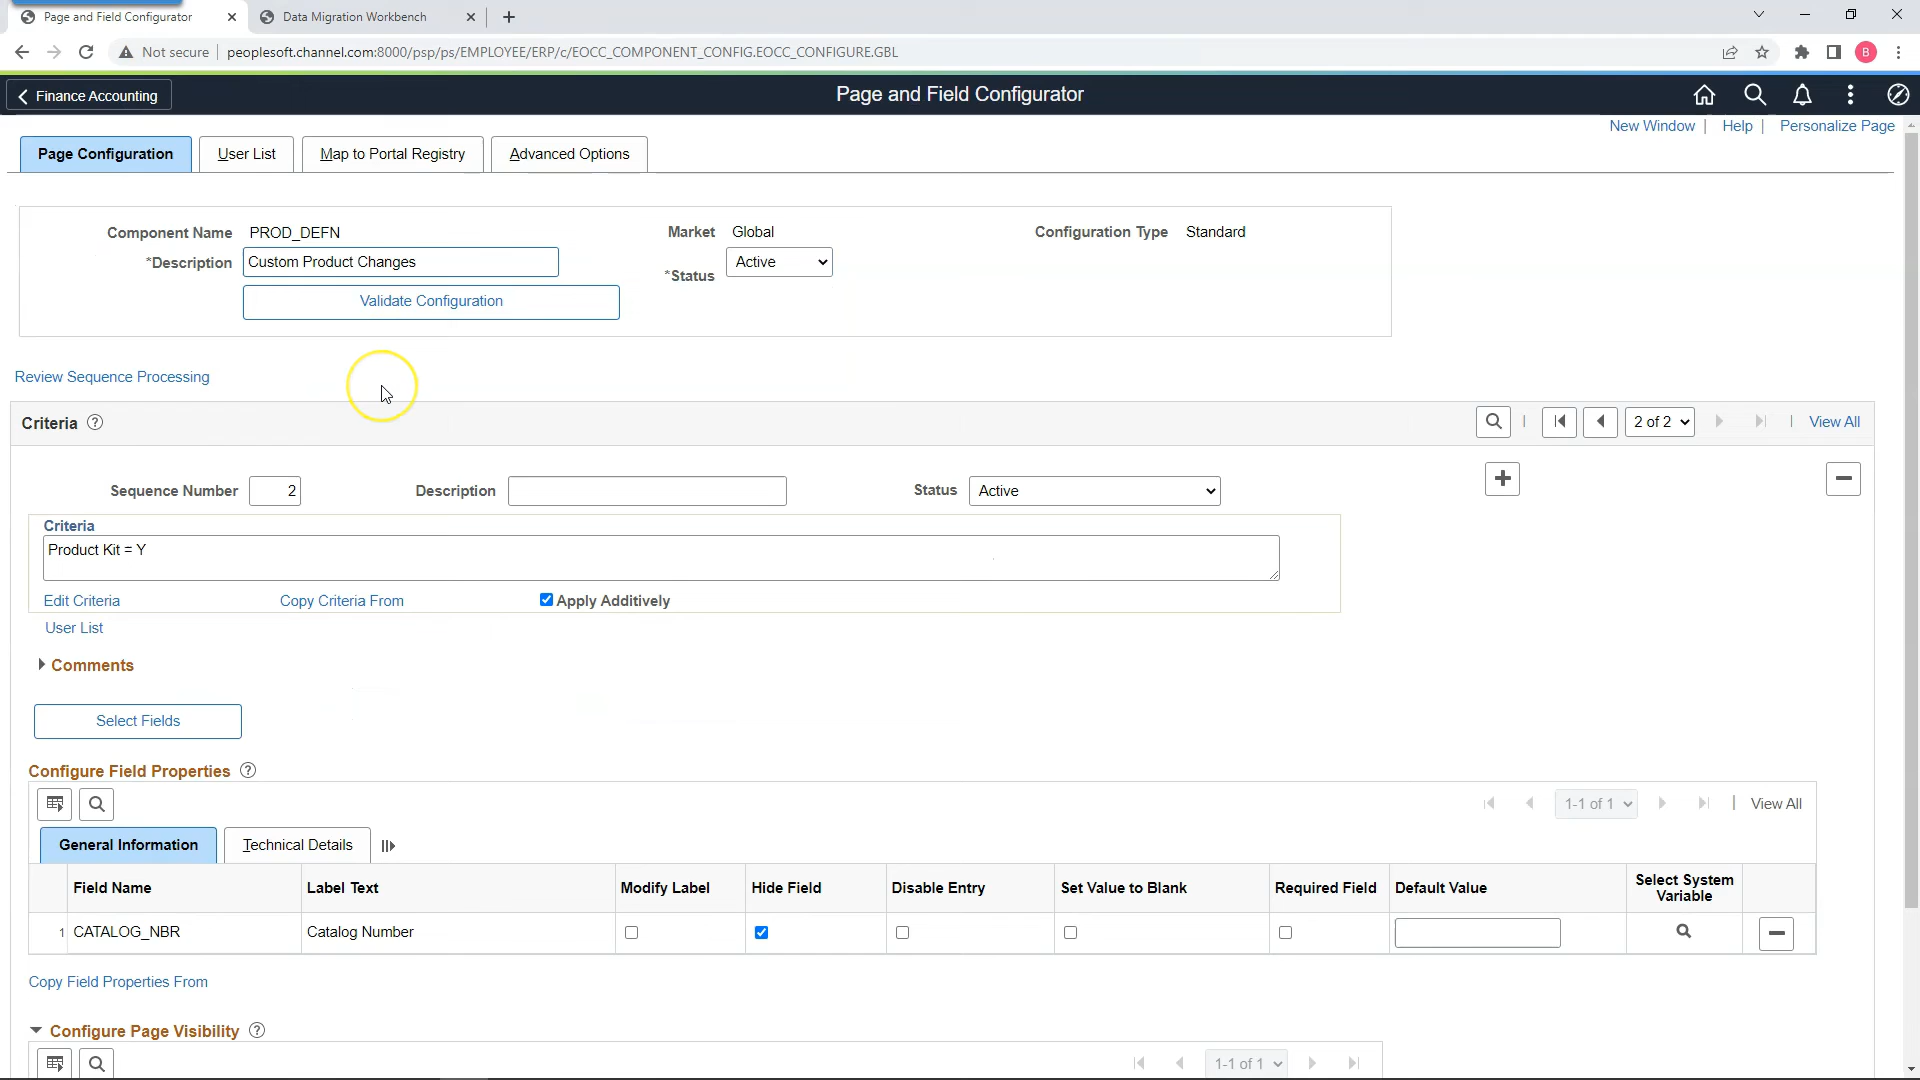 Page and Field Configurator
Data Migration Workbench
Not secure
peoplesoft.channel.com:8000/psp/ps/EMPLOYEE/ERP/c/EOCC_COMPONENT_CONFIG.EOCC_CONFIGURE.GBL
B
Finance Accounting
Page and Field Configurator
New Window | Help | Personalize Page
Page Configuration User List Map to Portal Registry Advanced Options
Component Name PROD_DEFN Market Global Configuration Type Standard
*Description Custom Product Changes *Status Active
Validate Configuration
Review Sequence Processing
Criteria ? | 2 of 2 | View All
Sequence Number 2 Description Status Active
Criteria
Product Kit = Y
Edit Criteria Copy Criteria From Apply Additively
User List
Comments
Select Fields
Configure Field Properties ?
1-1 of 1 | View All
General Information Technical Details
Field Name Label Text Modify Label Hide Field Disable Entry Set Value to Blank Required Field Default Value Select System Variable
1 CATALOG_NBR Catalog Number
Copy Field Properties From
Configure Page Visibility ?
1-1 of 1